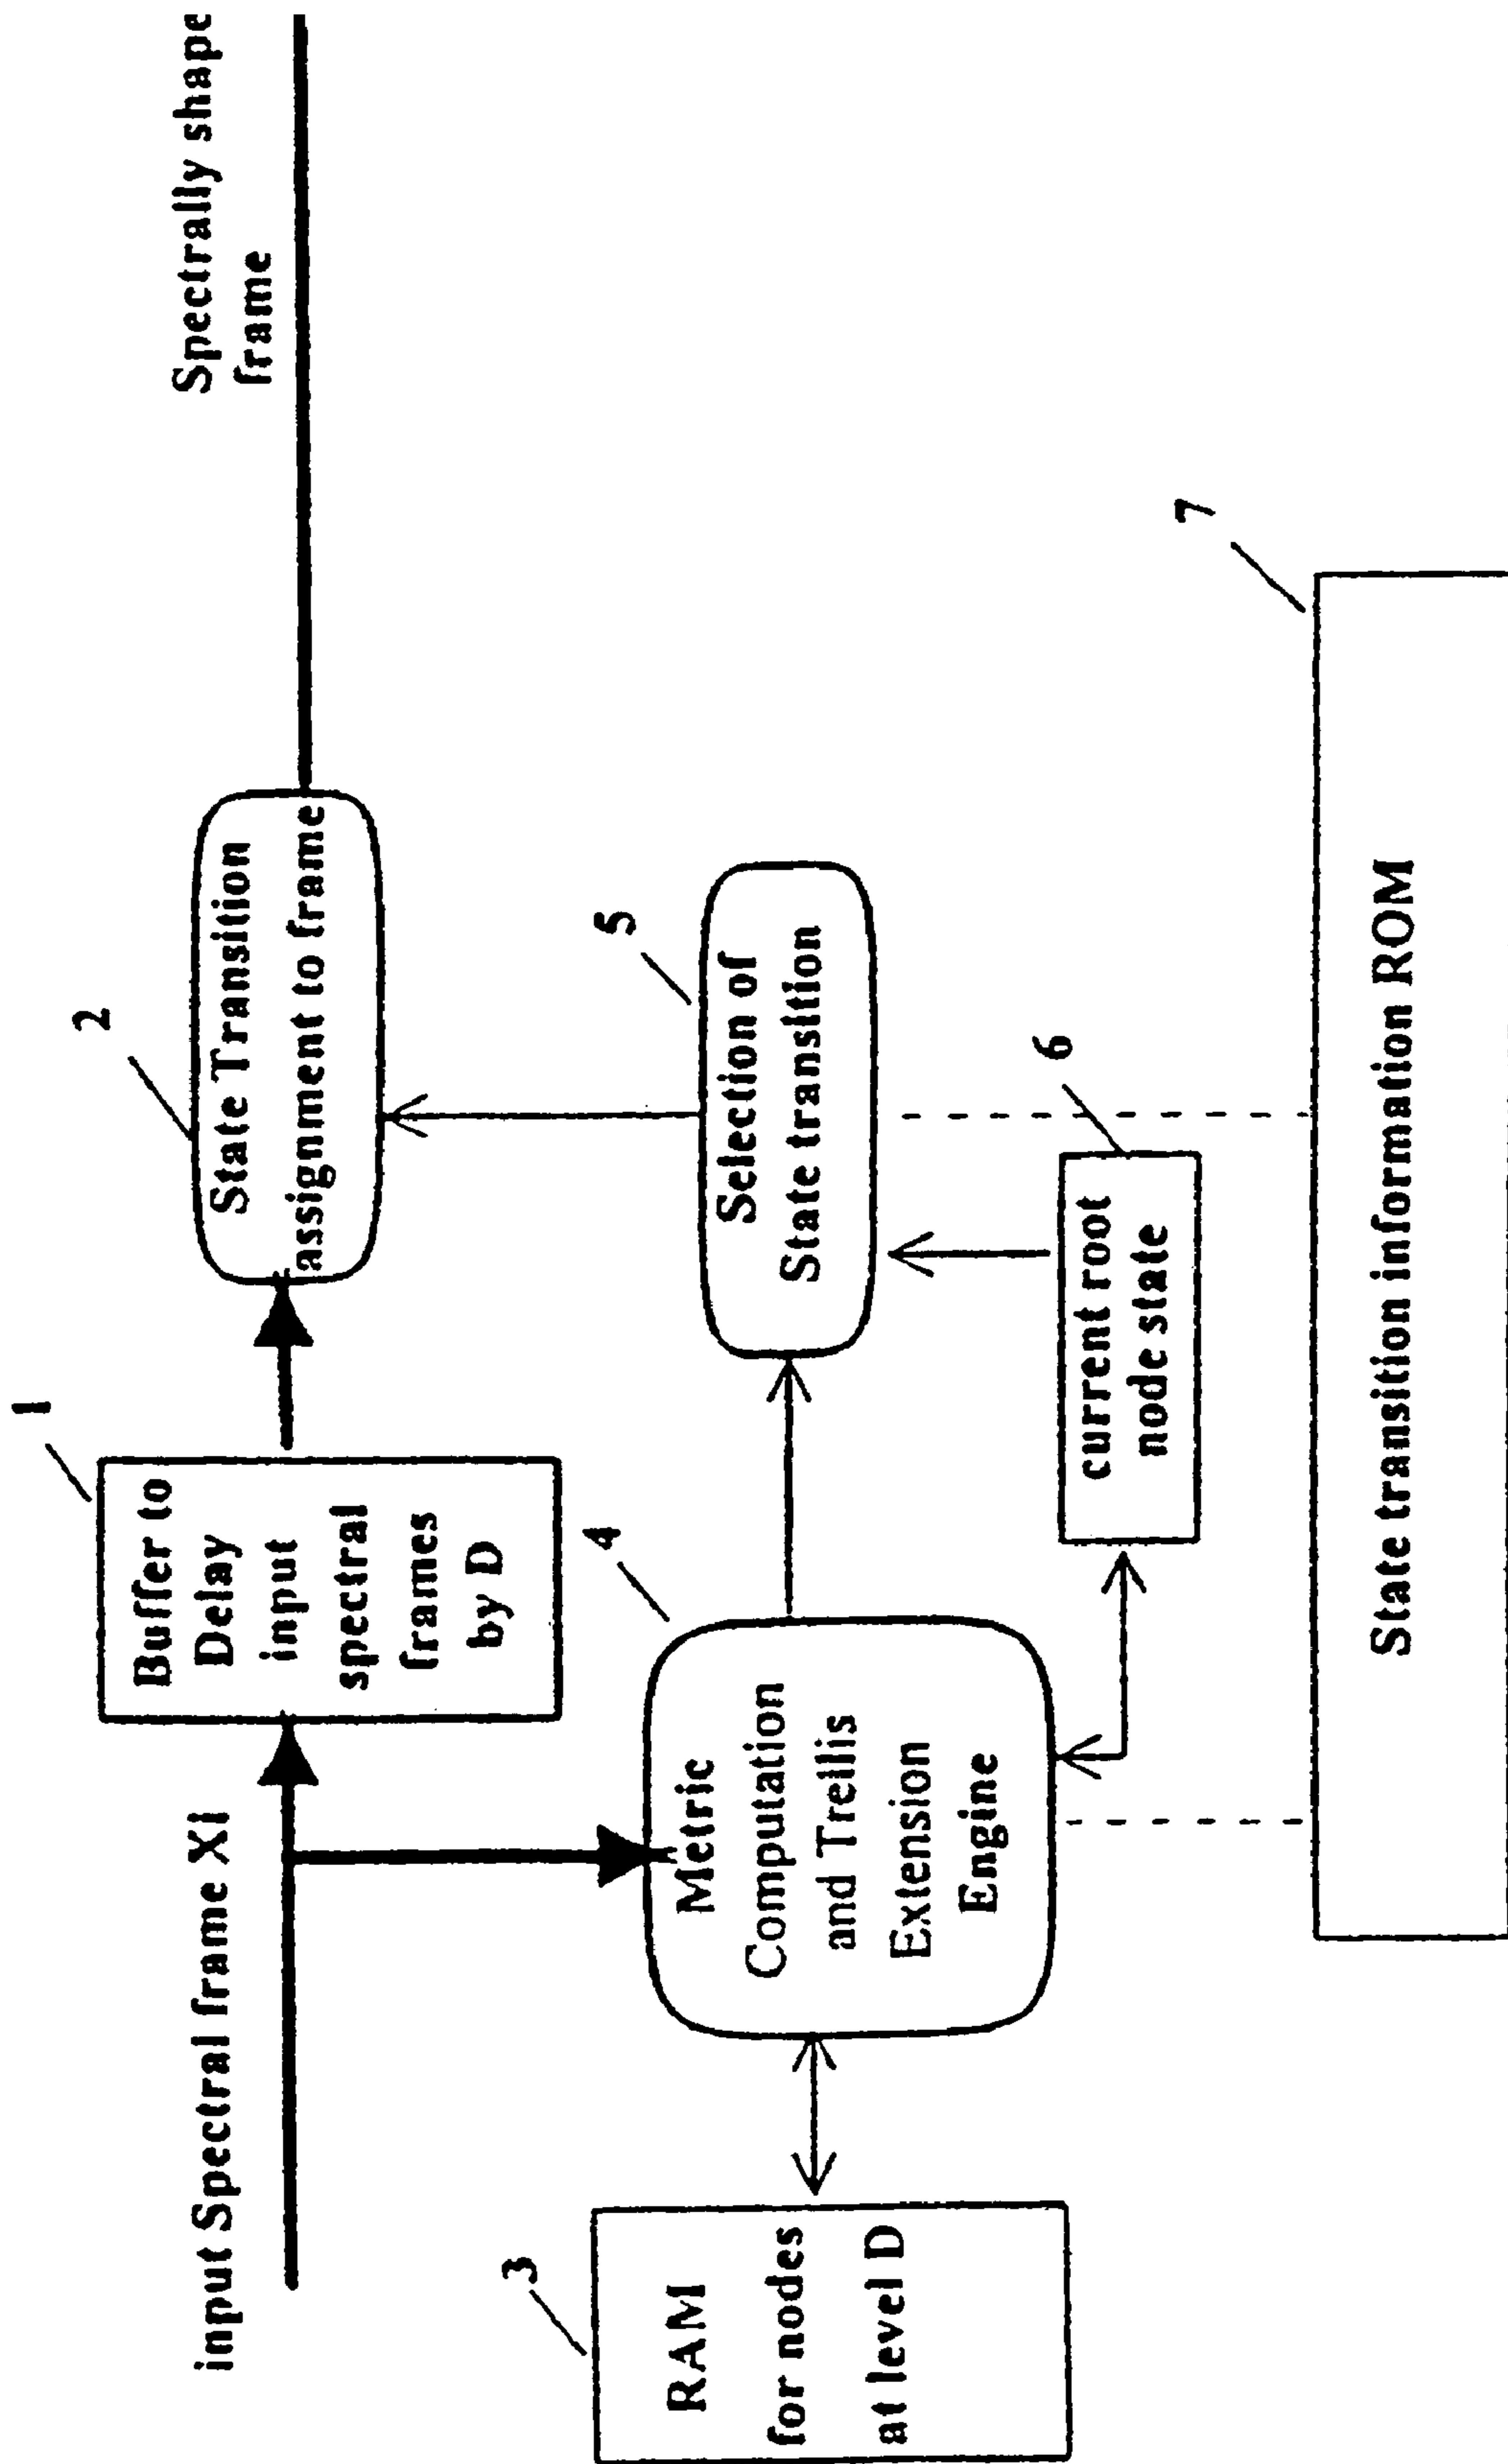 Spectrally shape
frame
input Spectral frame Xi
1
Buffer to
Delay
input
spectral
frames
by D
2
State Transition
assignment to frame
3
RAM
for nodes
at level D
4
Metric
Computation
and Trellis
Extension
Engine
5
Selection of
State transition
6
current root
node state
7
State transition information ROM